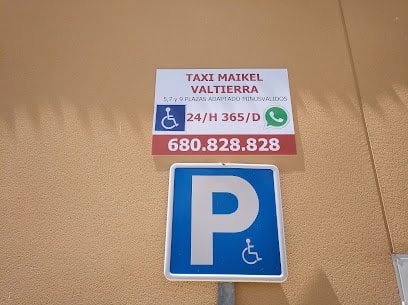 TAXI MAIKEL
VALTIERRA
5,7 y 9 PLAZAS ADAPTADO MINUSVALIDOS
24/H 365/D
680.828.828
P